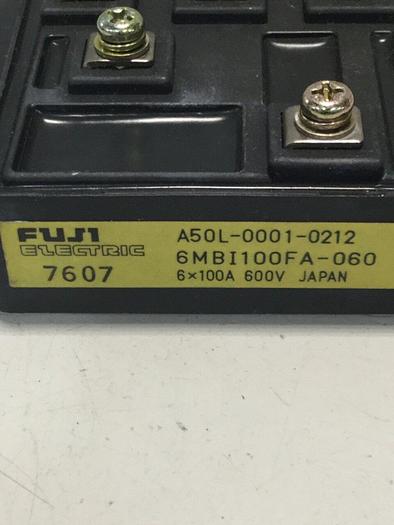 FUJI
ELECTRIC
7607
A50L-0001-0212
6MBI100FA-060
6×100A 600V JAPAN